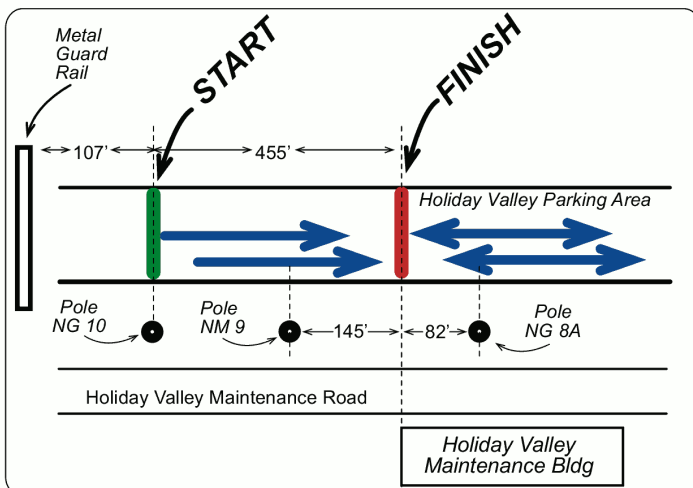 Metal
Guard
Rail
START
FINISH
107'
455'
Holiday Valley Parking Area
Pole
NG 10
Pole
NM 9
145'
82'
Pole
NG 8A
Holiday Valley Maintenance Road
Holiday Valley
Maintenance Bldg